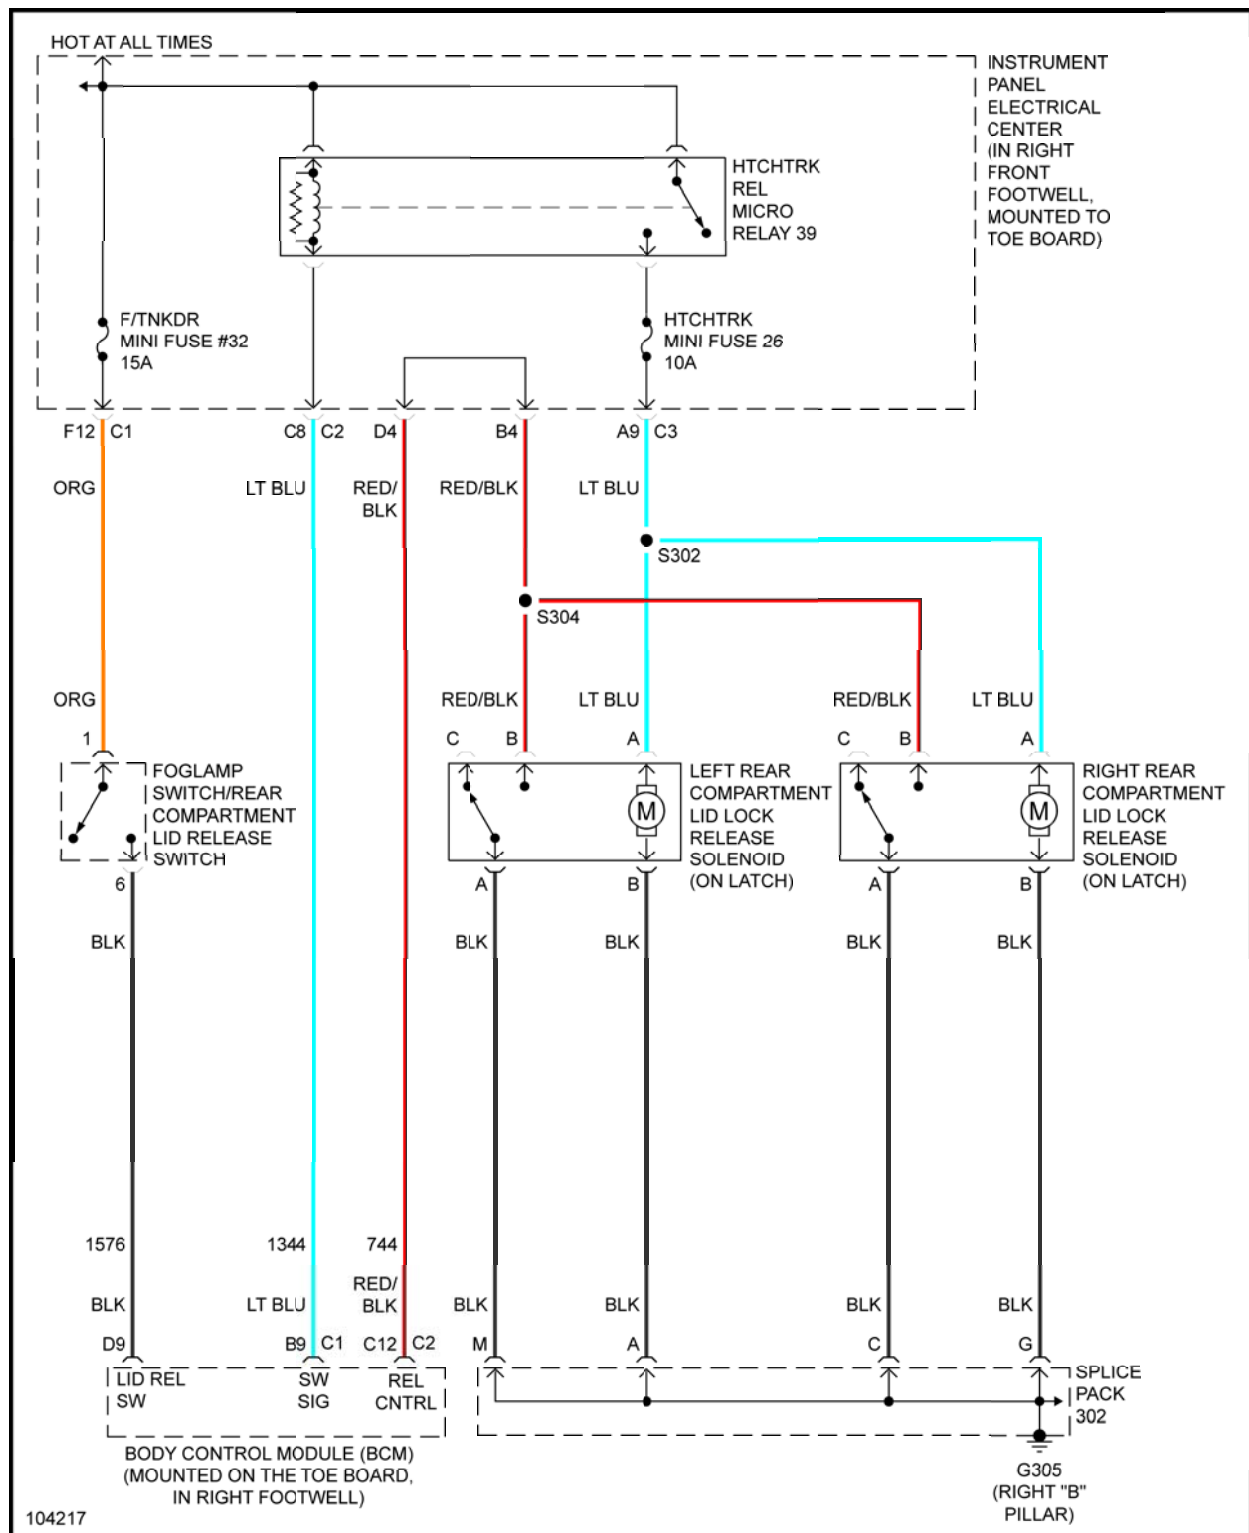 HOT AT ALL TIMES
INSTRUMENT
PANEL
ELECTRICAL
CENTER
(IN RIGHT
FRONT
FOOTWELL,
MOUNTED TO
TOE BOARD)
HTCHTRK
REL
MICRO
RELAY 39
F/TNKDR
MINI FUSE #32
15A
HTCHTRK
MINI FUSE 26
10A
F12 C1 C8 C2 D4 B4 A9 C3
ORG LT BLU RED/ BLK RED/BLK LT BLU
S302
S304
ORG RED/BLK LT BLU RED/BLK LT BLU
1 C B A C B A
FOGLAMP
SWITCH/REAR
COMPARTMENT
LID RELEASE
SWITCH
LEFT REAR
COMPARTMENT
LID LOCK
RELEASE
SOLENOID
(ON LATCH)
RIGHT REAR
COMPARTMENT
LID LOCK
RELEASE
SOLENOID
(ON LATCH)
M M
6 A B A B
BLK BLK BLK BLK BLK
1576 1344 744
BLK LT BLU RED/ BLK BLK BLK BLK BLK
D9 B9 C1 C12 C2 M A C G
LID REL
SW
SW
SIG
REL
CNTRL
SPLICE
PACK
302
BODY CONTROL MODULE (BCM)
(MOUNTED ON THE TOE BOARD,
IN RIGHT FOOTWELL)
G305
(RIGHT "B"
PILLAR)
104217